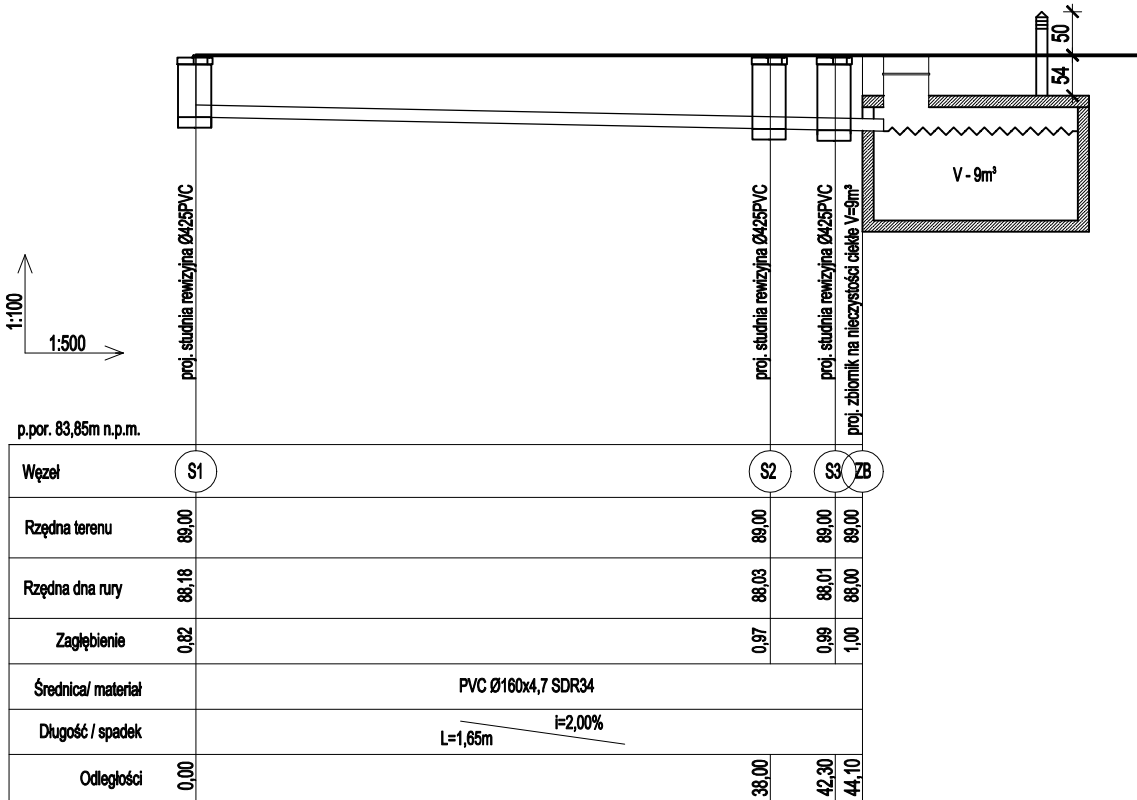 50
54
V - 9m³
proj. studnia rewizyjna Ø425PVC
proj. studnia rewizyjna Ø425PVC
proj. studnia rewizyjna Ø425PVC
proj. zbiornik na nieczystości ciekłe V=9m³
1:100
1:500
p.por. 83,85m n.p.m.
Węzeł S1 S2 S3 ZB
Rzędna terenu 89,00 89,00 89,00 89,00
Rzędna dna rury 88,18 88,03 88,01 88,00
Zagłębienie 0,82 0,97 0,99 1,00
Średnica/ materiał PVC Ø160x4,7 SDR34
Długość / spadek L=1,65m i=2,00%
Odległości 0,00 38,00 42,30 44,10